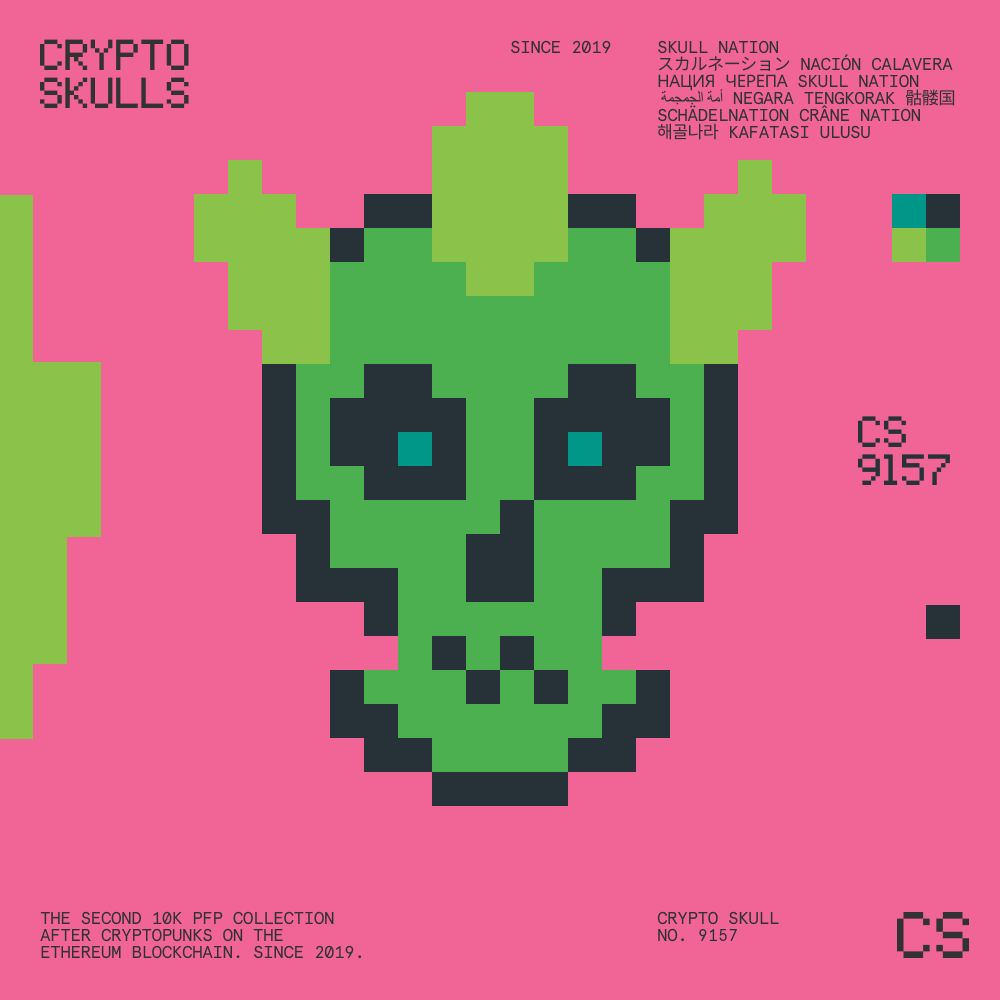 CRYPTO
SKULLS
SINCE 2019
SKULL NATION
スカルネーション NACIÓN CALAVERA
НАЦИЯ ЧЕРЕПА SKULL NATION
أمة الجمجمة NEGARA TENGKORAK 骷髅国
SCHÄDELNATION CRÂNE NATION
해골나라 KAFATASI ULUSU
CS
9157
THE SECOND 10K PFP COLLECTION
AFTER CRYPTOPUNKS ON THE
ETHEREUM BLOCKCHAIN. SINCE 2019.
CRYPTO SKULL
NO. 9157
CS